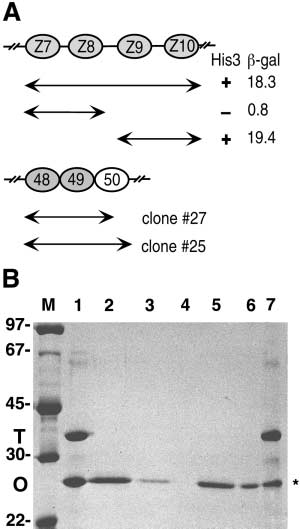 A
Z7 Z8 Z9 Z10 His3 β-gal
+ 18.3
– 0.8
+ 19.4
48 49 50
clone #27
clone #25
B
M 1 2 3 4 5 6 7
97-
67-
45-
T
30-
O *
22-